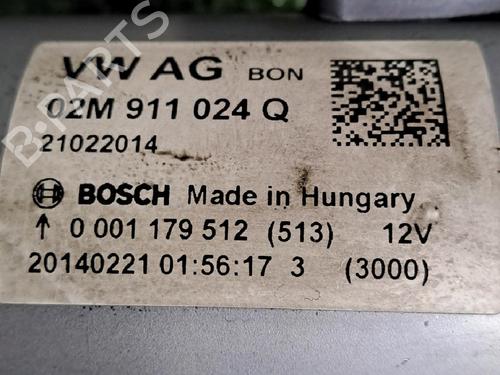 VW AG BON
02M 911 024 Q
21022014
BOSCH Made in Hungary
↑ 0 001 179 512 (513) 12V
20140221 01:56:17 3 (3000)
B-PARTS